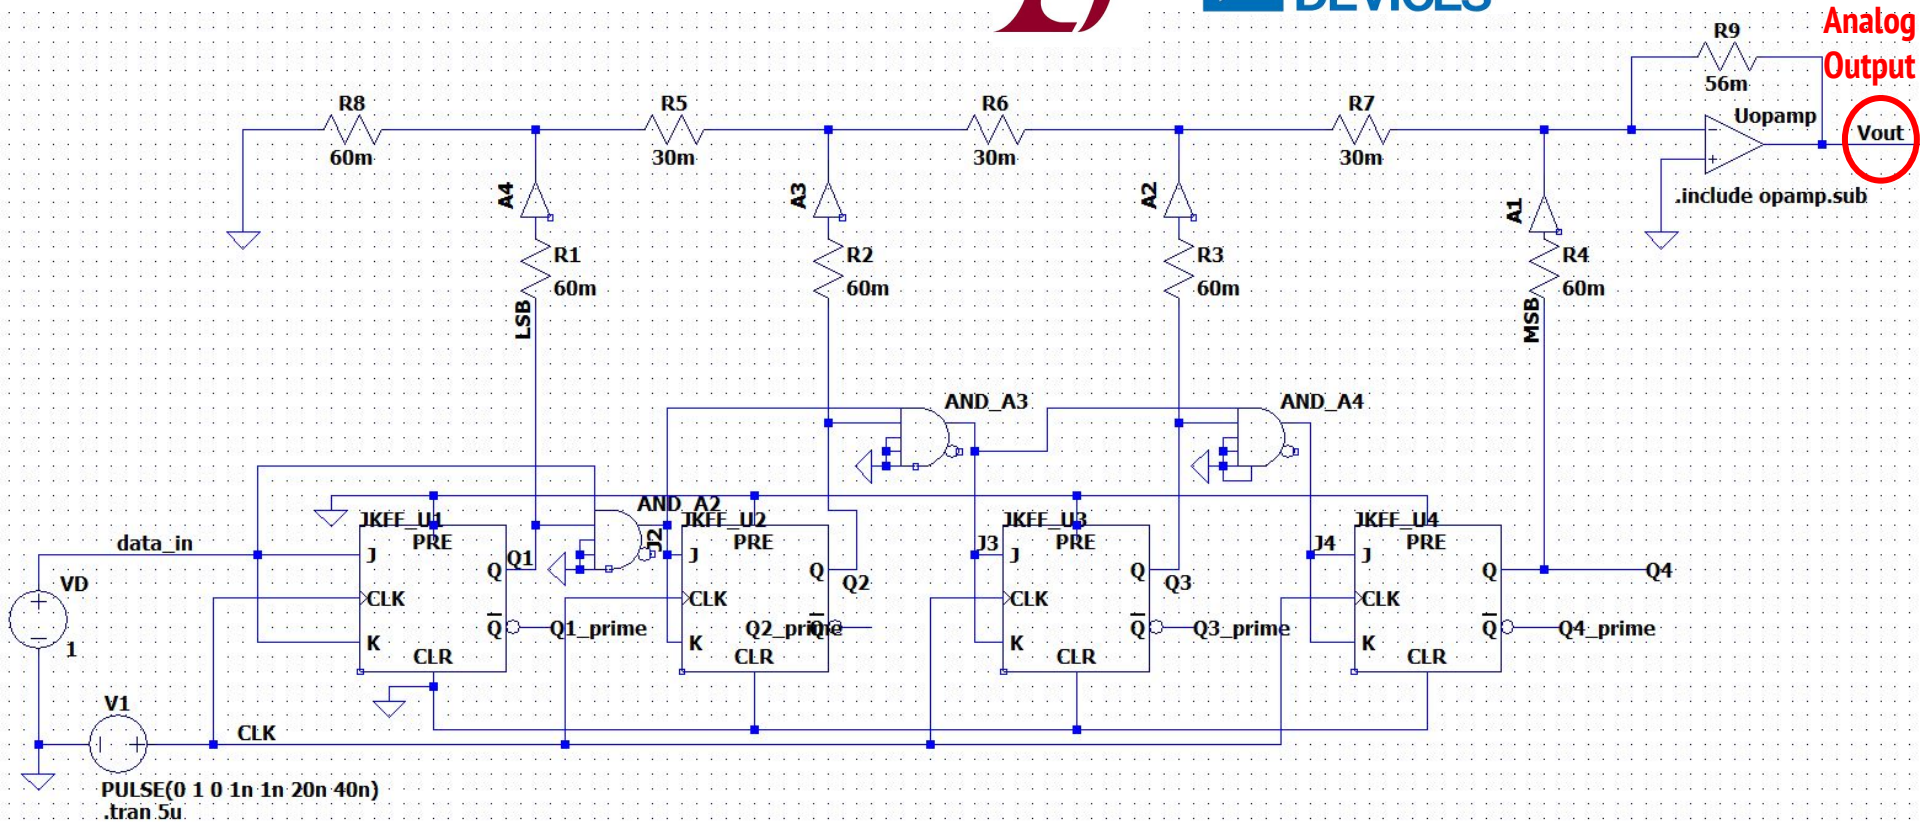 DEVICES
Analog
Output
R9
56m
Uopamp
Vout
.include opamp.sub
R8
60m
R5
30m
R6
30m
R7
30m
A4
A3
A2
A1
R1
60m
R2
60m
R3
60m
R4
60m
LSB
MSB
AND_A3
AND_A4
AND_A2
JKFF_U1
PRE
J
Q
Q1
CLK
K
Q
Q1_prime
CLR
J2
JKFF_U2
PRE
J
Q
Q2
CLK
K
Q
Q2_prime
CLR
J3
JKFF_U3
PRE
J
Q
Q3
CLK
K
Q
Q3_prime
CLR
J4
JKFF_U4
PRE
J
Q
Q4
CLK
K
Q
Q4_prime
CLR
data_in
VD
1
V1
CLK
PULSE(0 1 0 1n 1n 20n 40n)
.tran 5u